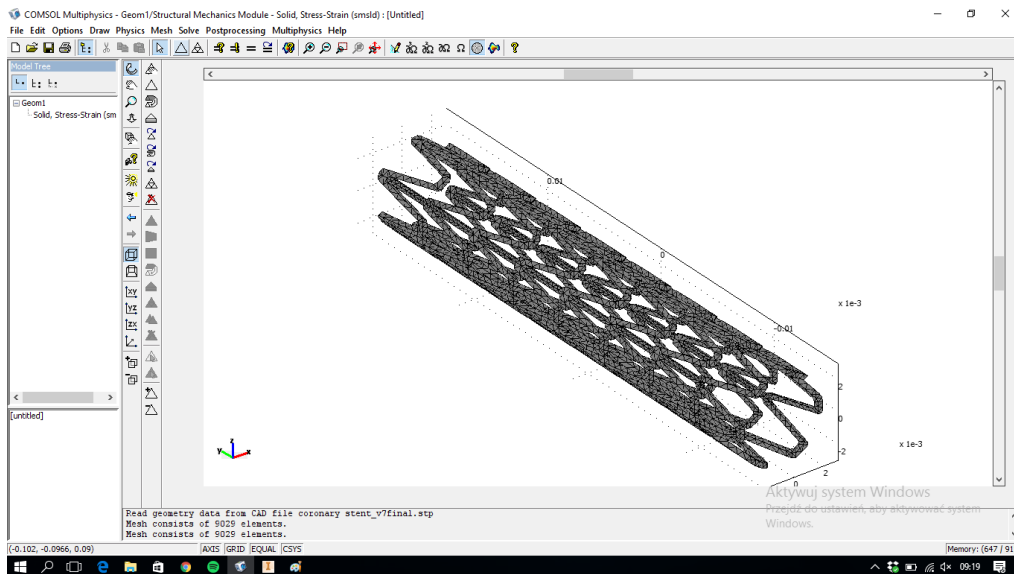 COMSOL Multiphysics - Geom1/Structural Mechanics Module - Solid, Stress-Strain (smsld) : [Untitled]
File Edit Options Draw Physics Mesh Solve Postprocessing Multiphysics Help
Model Tree
Geom1
Solid, Stress-Strain (sm
0.01
0
x 1e-3
-0.01
2
0
-2
x 1e-3
2
0
xy
yz
zx
[untitled]
z
y
x
Aktywuj system Windows
Przejdź do ustawień, aby aktywować system
Windows.
Read geometry data from CAD file coronary stent_v7final.stp
Mesh consists of 9029 elements.
Mesh consists of 9029 elements.
(-0.102, -0.0966, 0.09)
AXIS GRID EQUAL CSYS
Memory: (647 / 91
09:19